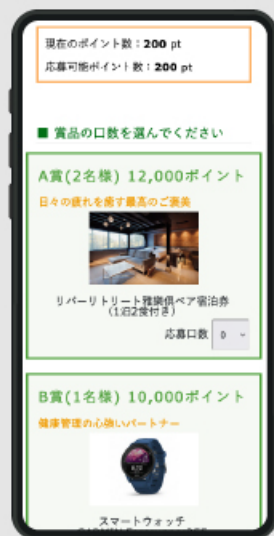 現在のポイント数：200 pt
応募可能ポイント数：200 pt
■ 賞品の口数を選んでください
A賞(2名様) 12,000ポイント
日々の疲れを癒す最高のご褒美
リバーリトリート雅樂倶ペア宿泊券
(1泊2食付き)
応募口数 0
B賞(1名様) 10,000ポイント
健康管理の心強いパートナー
スマートウォッチ